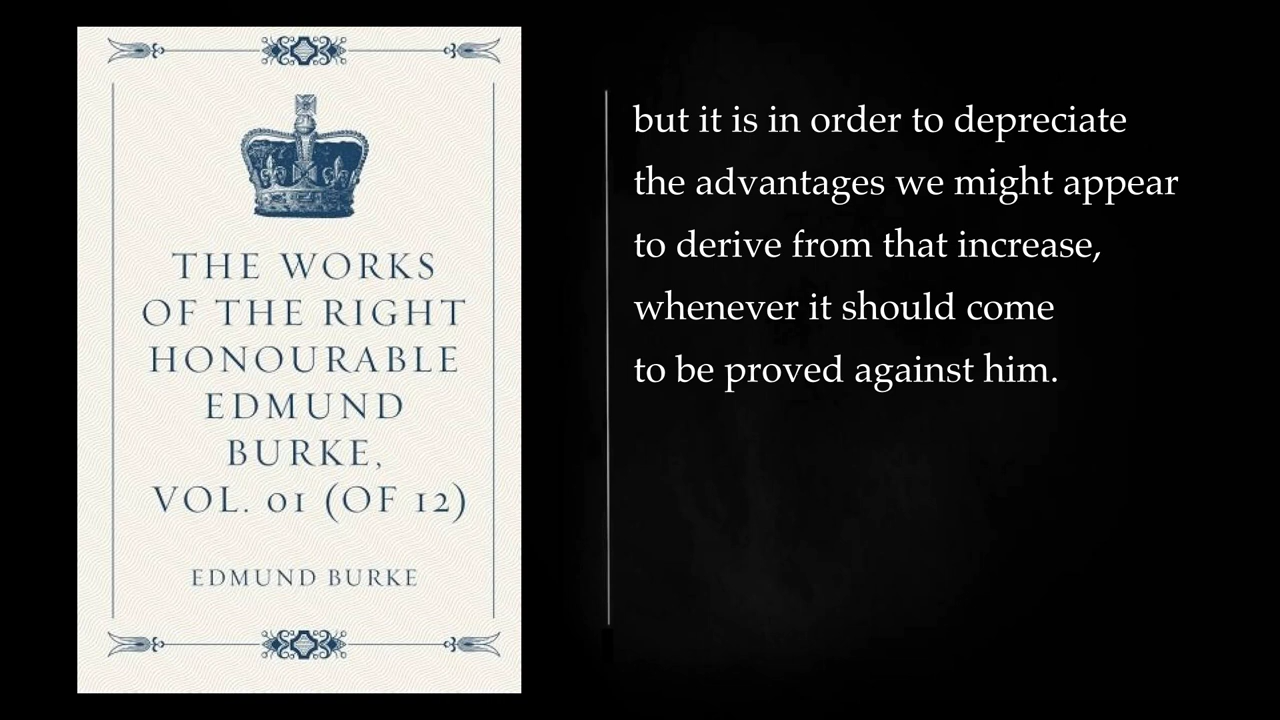 THE WORKS
OF THE RIGHT
HONOURABLE
EDMUND
BURKE,
VOL. 01 (OF 12)
EDMUND BURKE
but it is in order to depreciate
the advantages we might appear
to derive from that increase,
whenever it should come
to be proved against him.